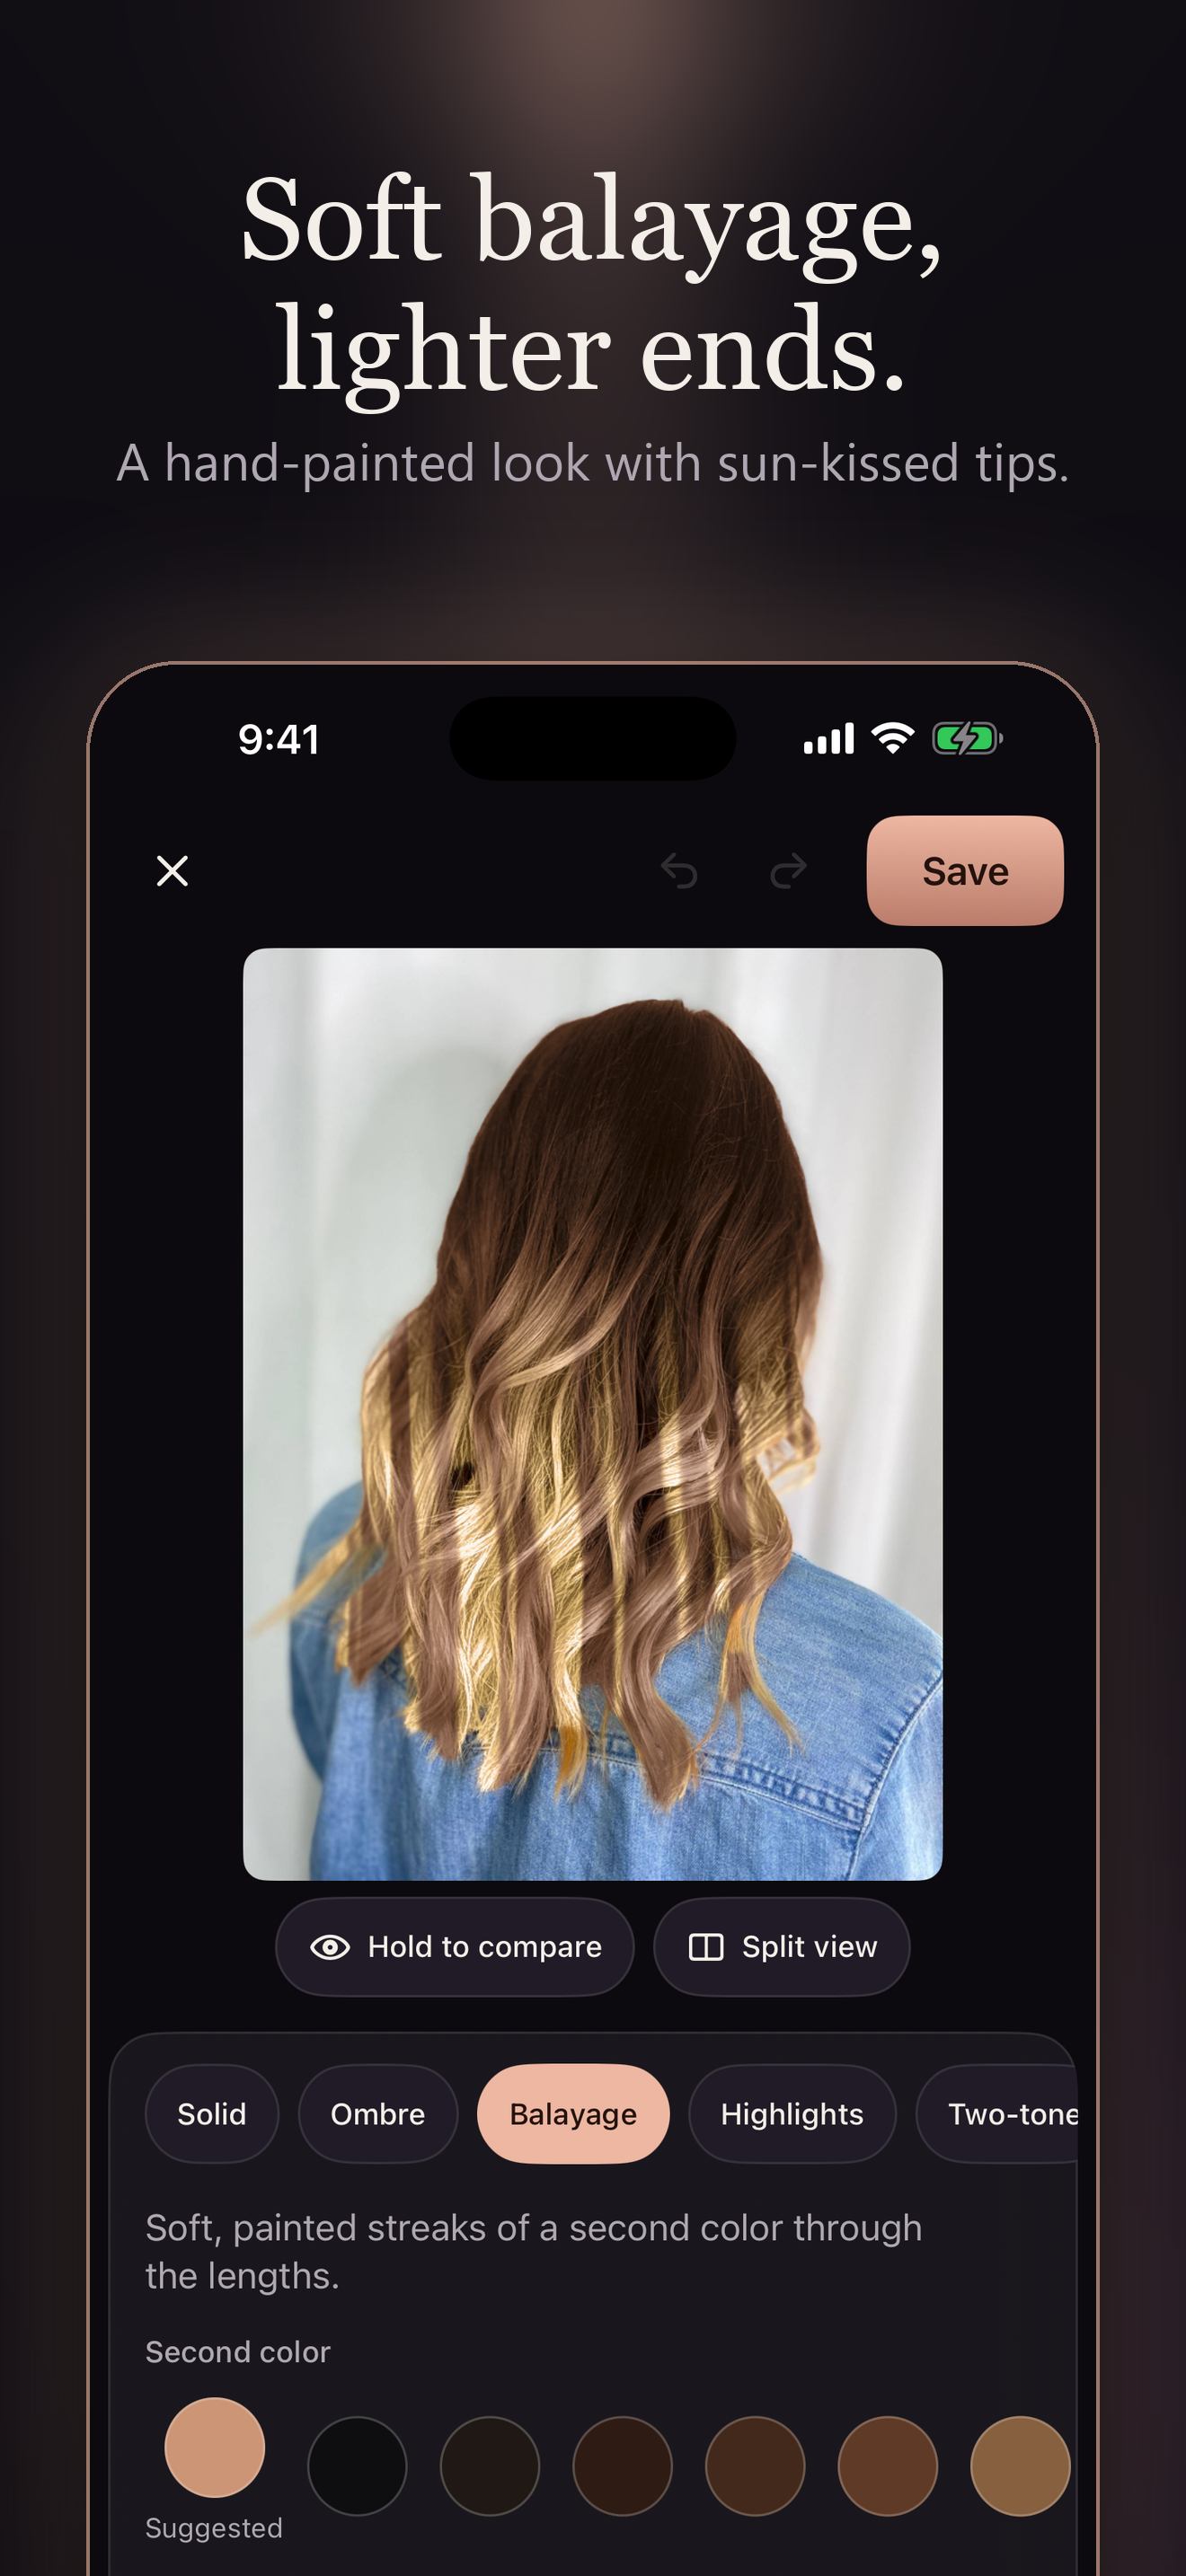 Soft balayage,
lighter ends.
A hand-painted look with sun-kissed tips.
9:41
Save
Hold to compare
Split view
Solid
Ombre
Balayage
Highlights
Two-tone
Soft, painted streaks of a second color through
the lengths.
Second color
Suggested